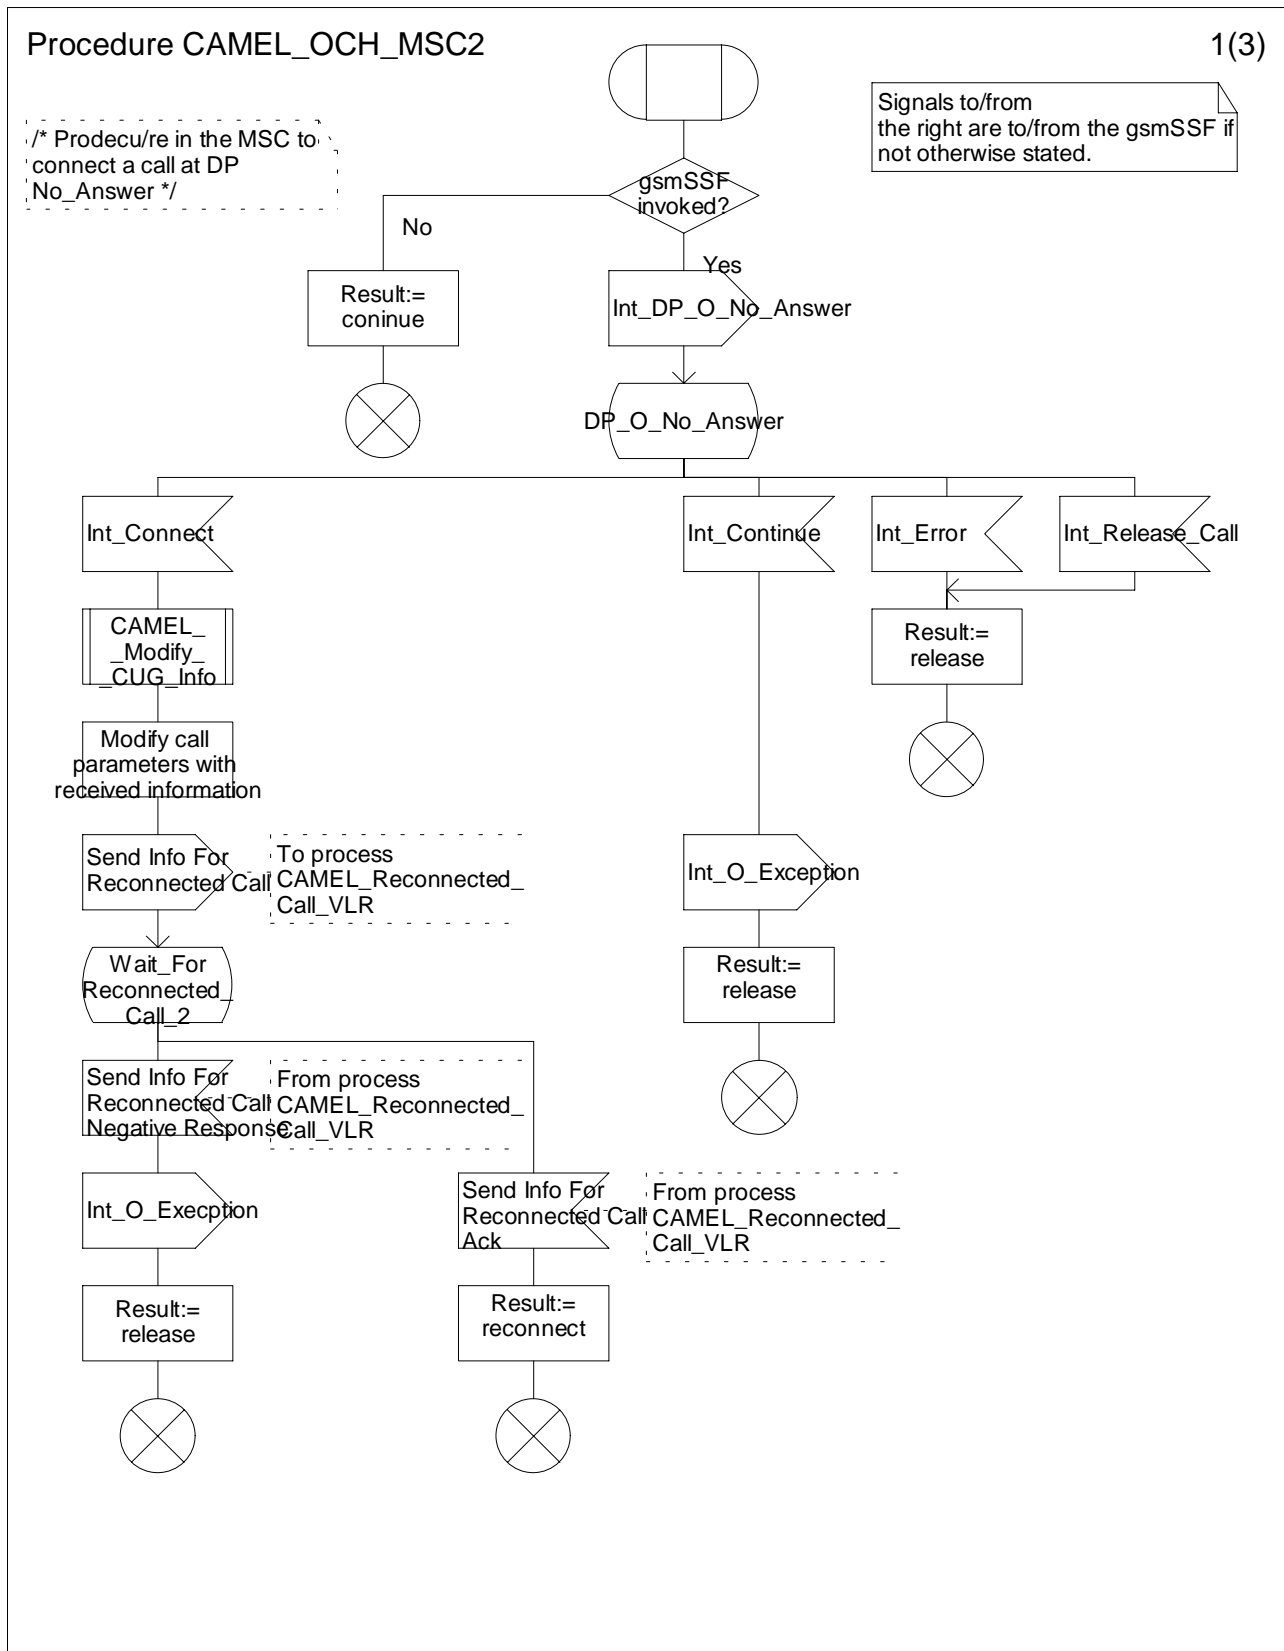 Procedure CAMEL_OCH_MSC2
1(3)
/* Prodecu/re in the MSC to
connect a call at DP
No_Answer */
Signals to/from
the right are to/from the gsmSSF if
not otherwise stated.
gsmSSF
invoked?
No
Yes
Result:=
coninue
Int_DP_O_No_Answer
DP_O_No_Answer
Int_Connect
Int_Continue
Int_Error
Int_Release_Call
CAMEL_
_Modify_
_CUG_Info
Result:=
release
Modify call
parameters with
received information
Send Info For
Reconnected Call
To process
CAMEL_Reconnected_
Call_VLR
Int_O_Exception
Wait_For
Reconnected_
Call_2
Result:=
release
Send Info For
Reconnected Call
Negative Response
From process
CAMEL_Reconnected_
Call_VLR
Int_O_Execption
Send Info For
Reconnected Call
Ack
From process
CAMEL_Reconnected_
Call_VLR
Result:=
release
Result:=
reconnect